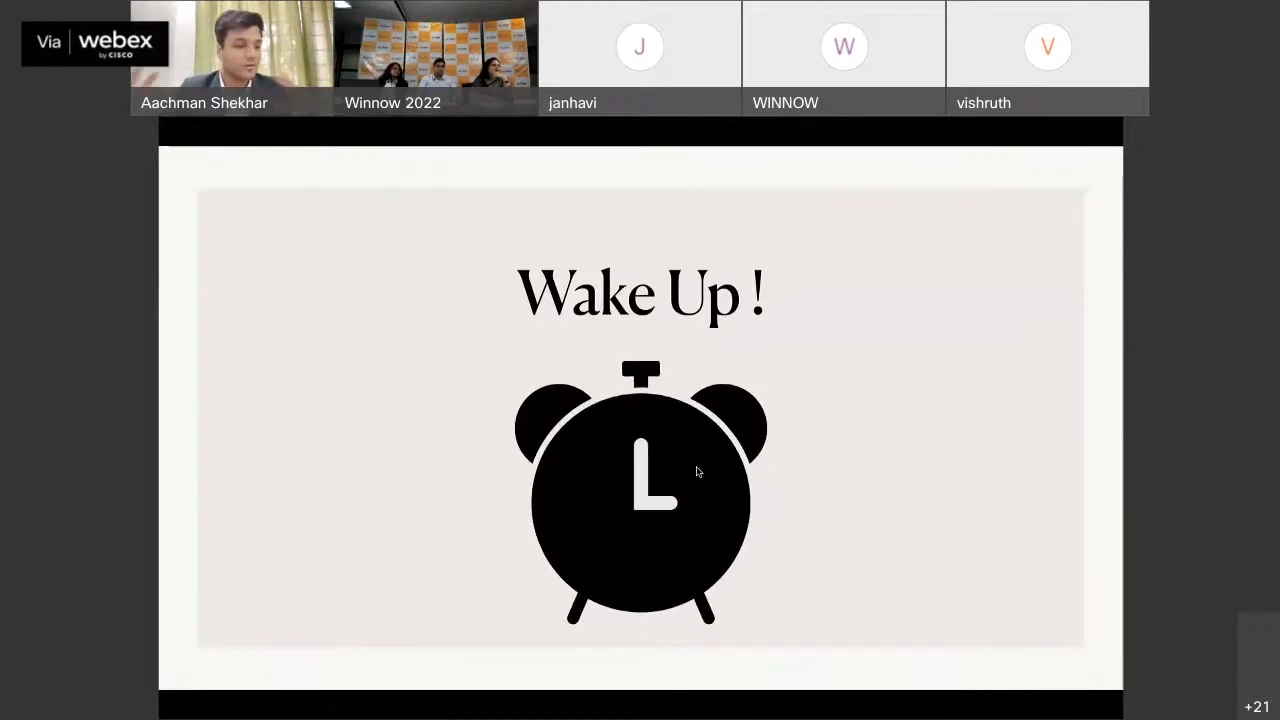 Via webex
by CISCO
Aachman Shekhar
Winnow 2022
J
janhavi
W
WINNOW
V
vishruth
Wake Up !
+21